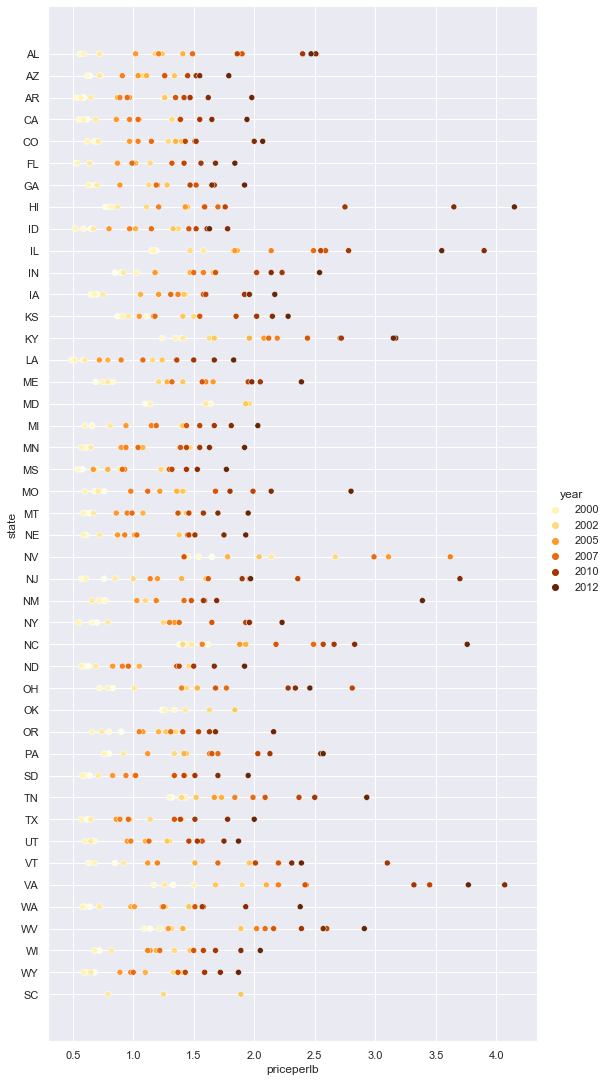 AL
AZ
AR
CA
CO
FL
GA
HI
ID
IL
IN
IA
KS
KY
LA
ME
MD
MI
MN
MS
MO
MT
NE
NV
NJ
NM
NY
NC
ND
OH
OK
OR
PA
SD
TN
TX
UT
VT
VA
WA
WV
WI
WY
SC
state
0.5 1.0 1.5 2.0 2.5 3.0 3.5 4.0
priceperlb
year
2000
2002
2005
2007
2010
2012